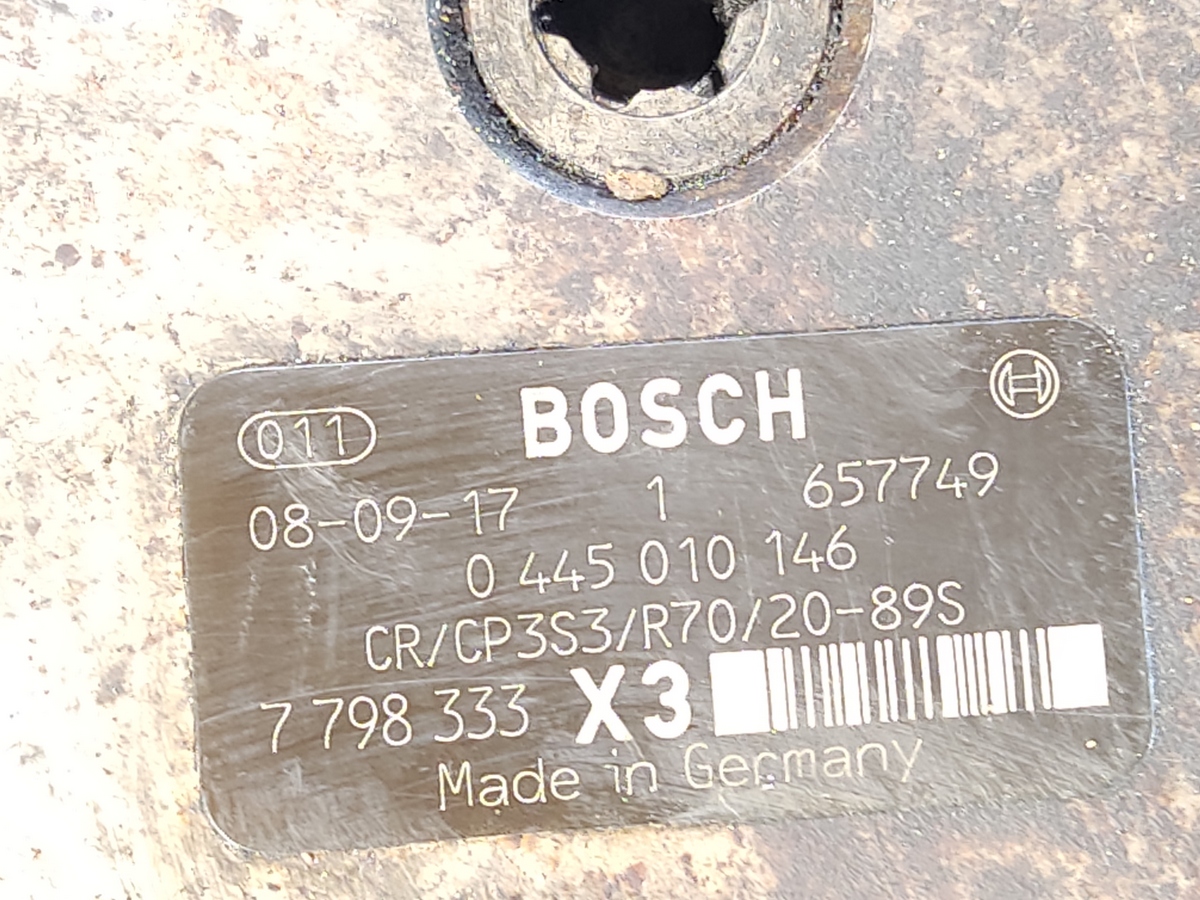 BOSCH
011
08-09-17 1 657749
0 445 010 146
CR/CP3S3/R70/20-89S
7 798 333 X3
Made in Germany